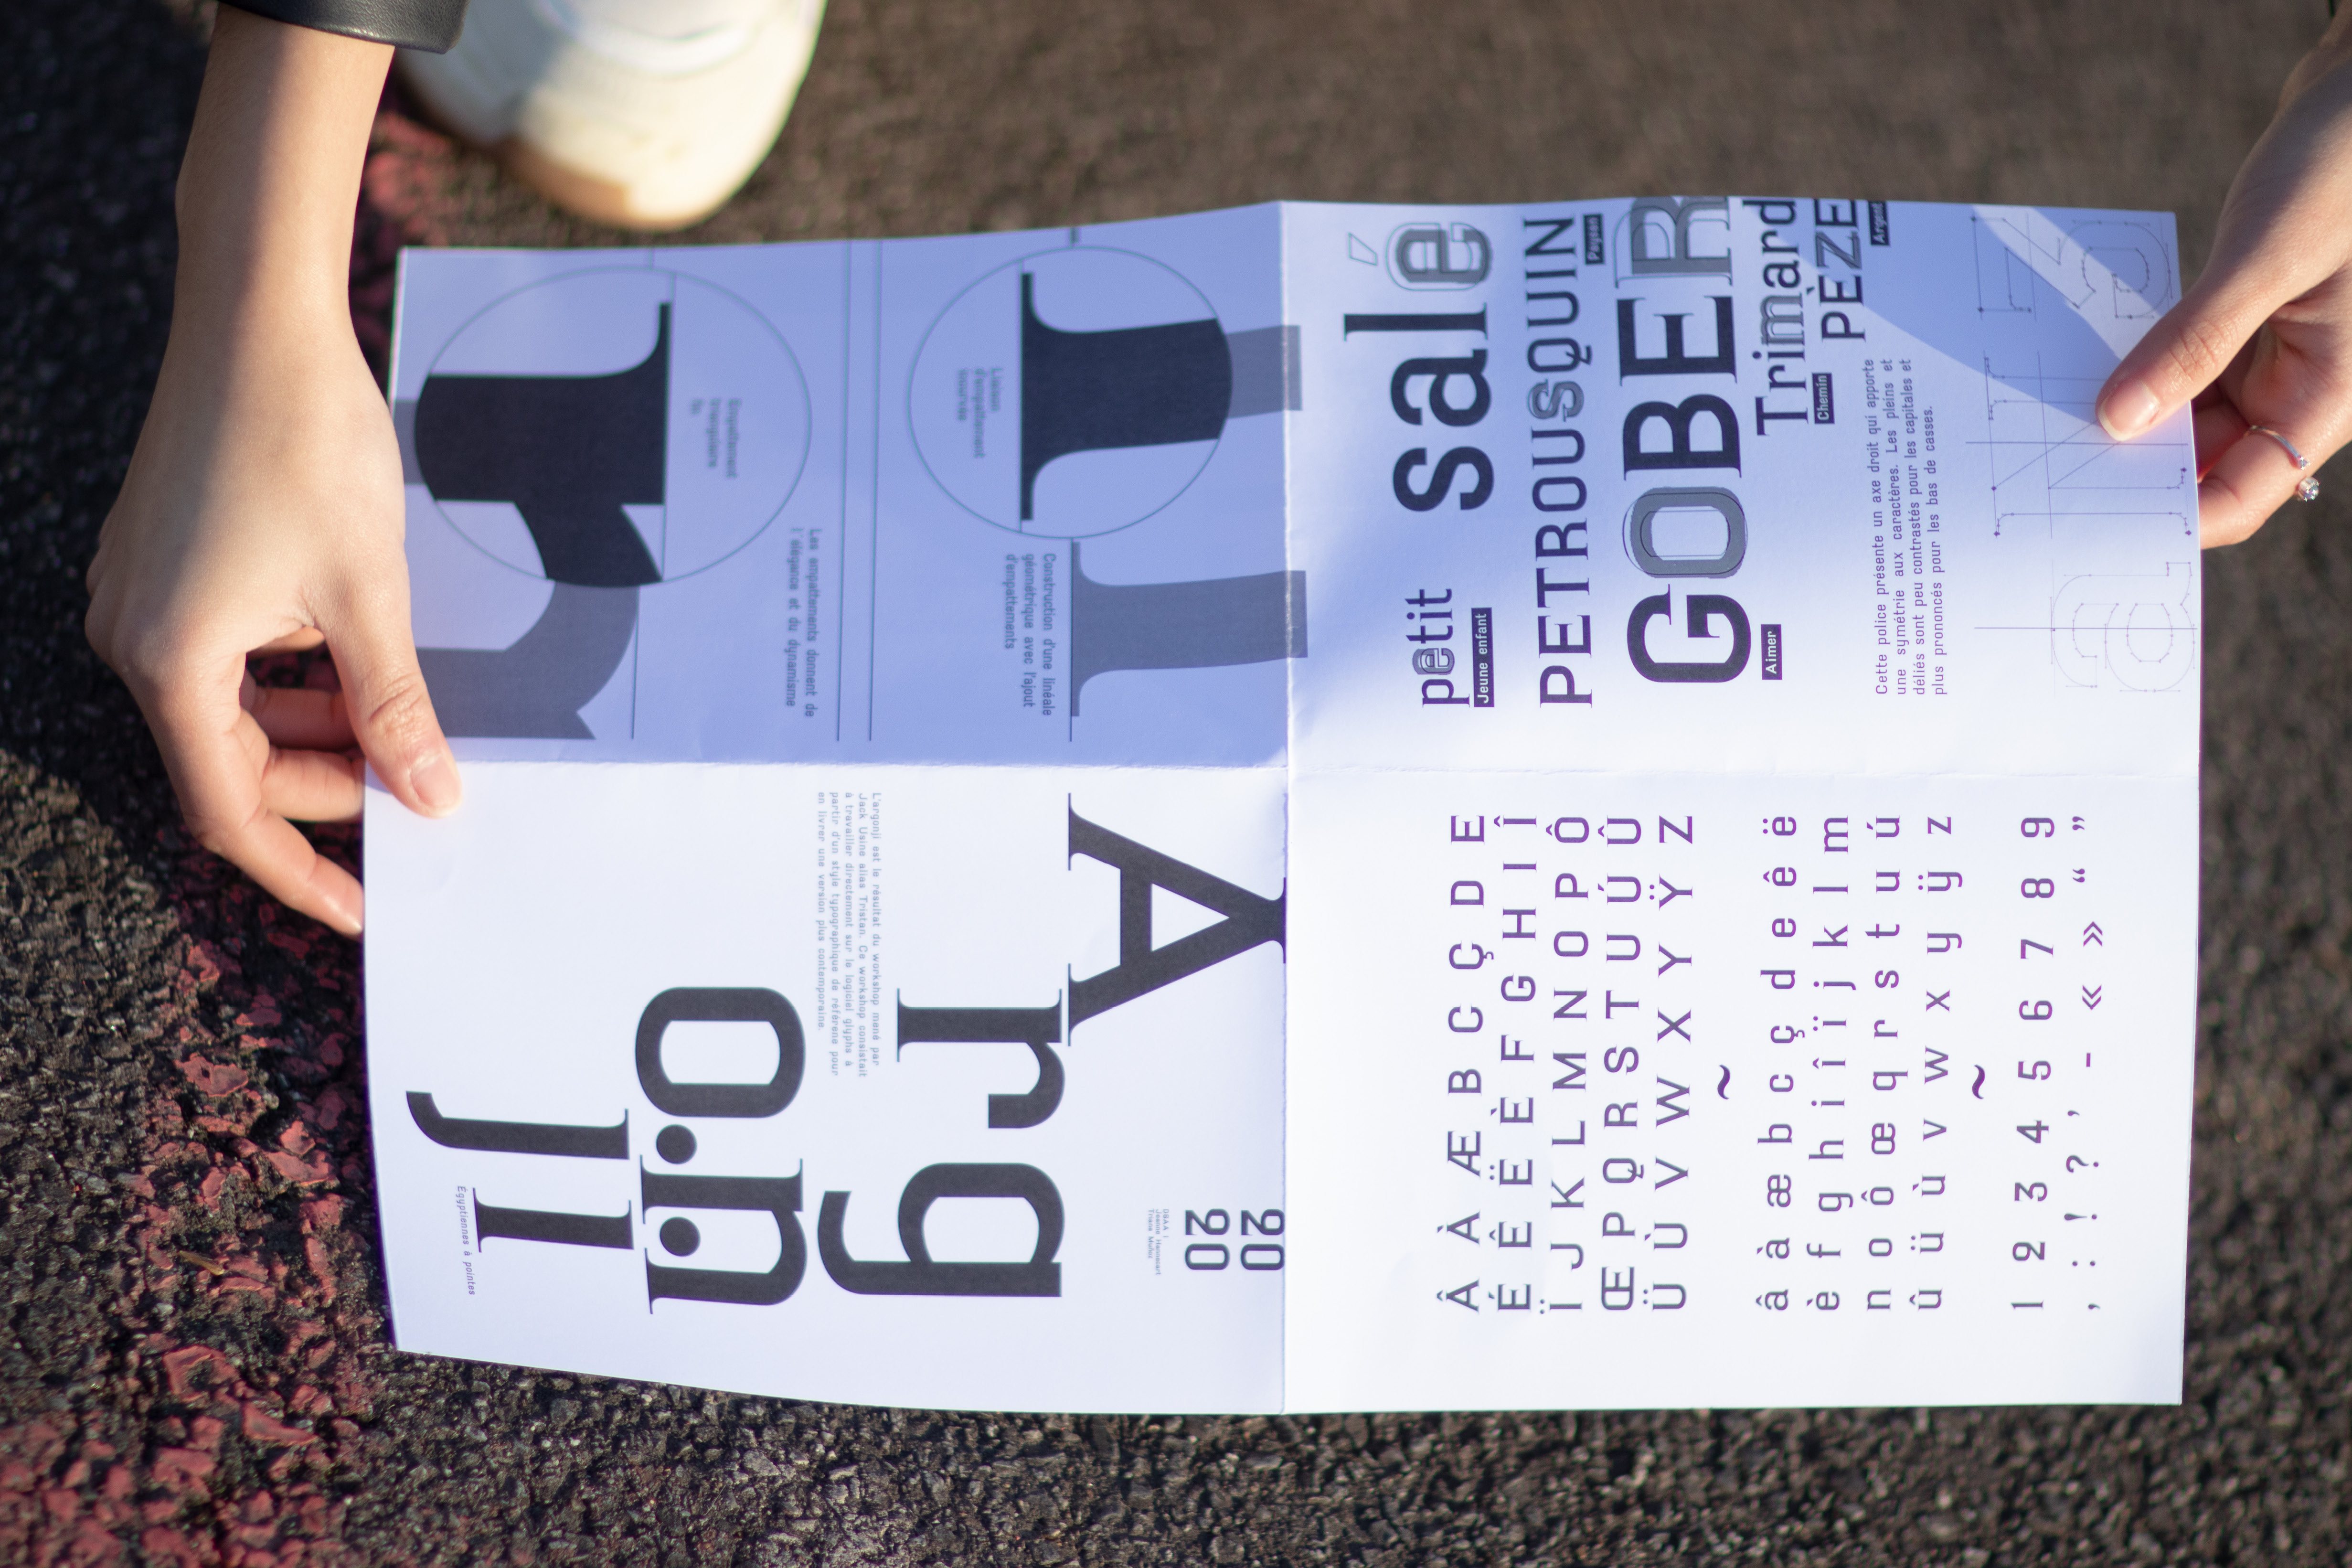 Empattement
triangulaire
fin.
Les empattements donnent de
l'élégance et du dynamisme
Liaison
d'empattement
incurvée
Construction d'une linéale
géométrique avec l'ajout
d'empattements
20
20
DSAA 1
A
rg
o.n
JI
L'argonji est le résultat du workshop mené par
Jack Usine alias Tristan. Ce workshop consistait
à travailler directement sur le logiciel glyphs à
partir d'un style typographique de référence pour
en livrer une version plus contemporaine.
Égyptiennes à pointes
petit salé
Jeune enfant
PETROUSQUIN
Paysan
GOBER
Aimer
Trimard
Chemin
PÈZE
Argent
Cette police présente un axe droit qui apporte
une symétrie aux caractères. Les pleins et
déliés sont peu contrastés pour les capitales et
plus prononcés pour les bas de casses.
a N
Â À Æ B C Ç D E
É Ê Ë È F G H I Î
Ï J K L M N O P Ô
Œ P Q R S T U Ú Û
Ü Ù V W X Y Ÿ Z
~
â à æ b c ç d e ê ë
è f g h i î ï j k l m
n o ô œ q r s t u ú
û ü ù v w x y ÿ z
~
1 2 3 4 5 6 7 8 9
, : ! ? ’ - « » “ ”